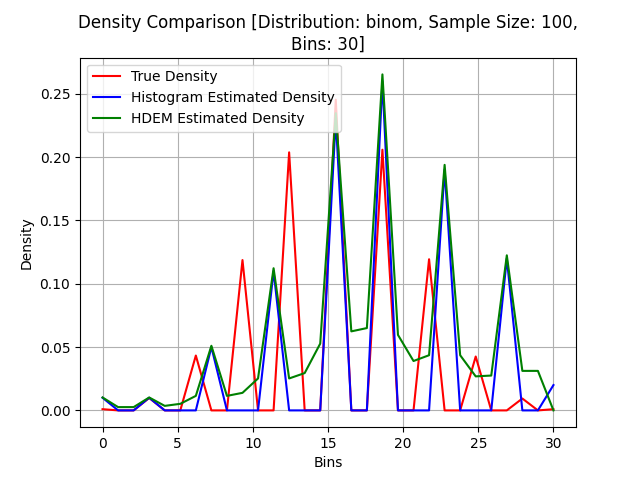 Density Comparison [Distribution: binom, Sample Size: 100,
Bins: 30]
True Density
Histogram Estimated Density
HDEM Estimated Density
Density
0.25
0.20
0.15
0.10
0.05
0.00
0
5
10
15
20
25
30
Bins